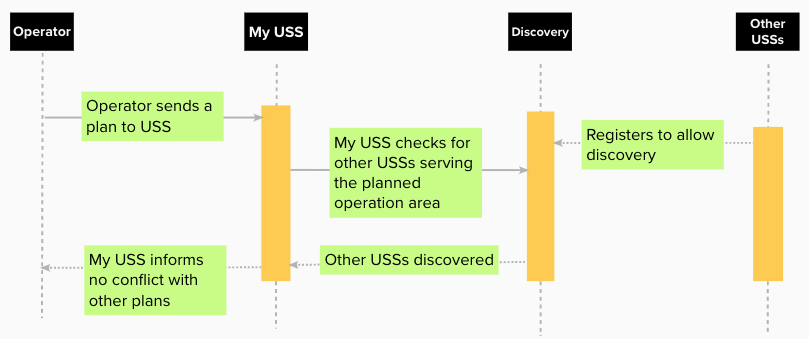 Operator
My USS
Discovery
Other
USSs
Operator sends a
plan to USS
My USS checks for
other USSs serving
the planned
operation area
Registers to allow
discovery
My USS informs
no conflict with
other plans
Other USSs discovered